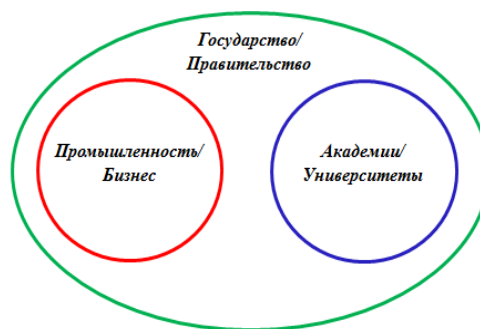 Государство/
Правительство
Промышленность/
Бизнес
Академии/
Университеты